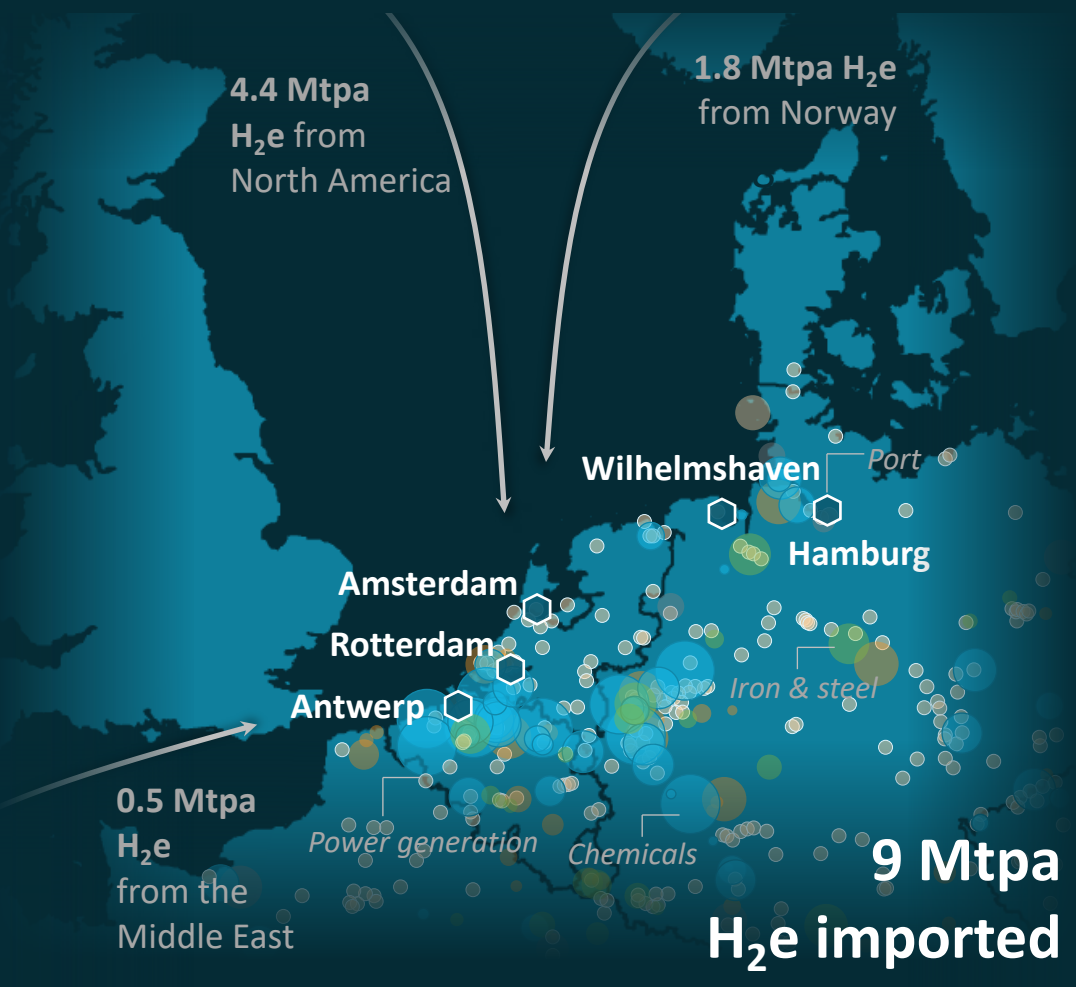 4.4 Mtpa
H₂e from
North America
1.8 Mtpa H₂e
from Norway
Wilhelmshaven
Port
Hamburg
Amsterdam
Rotterdam
Iron & steel
Antwerp
0.5 Mtpa
H₂e
from the
Middle East
Power generation
Chemicals
9 Mtpa
H₂e imported